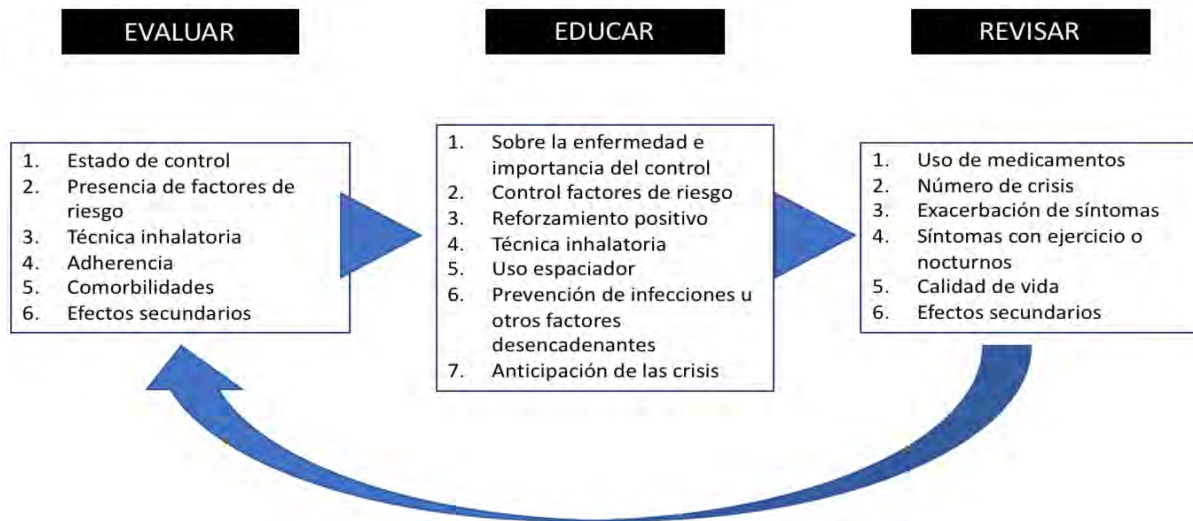 EVALUAR
EDUCAR
REVISAR
1. Estado de control
2. Presencia de factores de
riesgo
3. Técnica inhalatoria
4. Adherencia
5. Comorbilidades
6. Efectos secundarios
1. Sobre la enfermedad e
importancia del control
2. Control factores de riesgo
3. Reforzamiento positivo
4. Técnica inhalatoria
5. Uso espaciador
6. Prevención de infecciones u
otros factores
desencadenantes
7. Anticipación de las crisis
1. Uso de medicamentos
2. Número de crisis
3. Exacerbación de síntomas
4. Síntomas con ejercicio o
nocturnos
5. Calidad de vida
6. Efectos secundarios